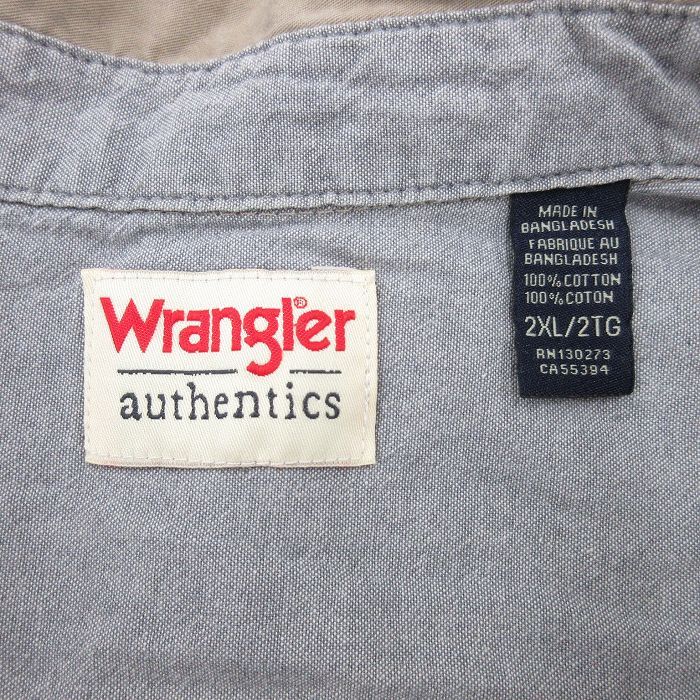 Wrangler®
authentics
MADE IN
BANGLADESH
FABRIQUE AU
BANGLADESH
100% COTTON
100% COTON
2XL/2TG
RN130273
CA55394